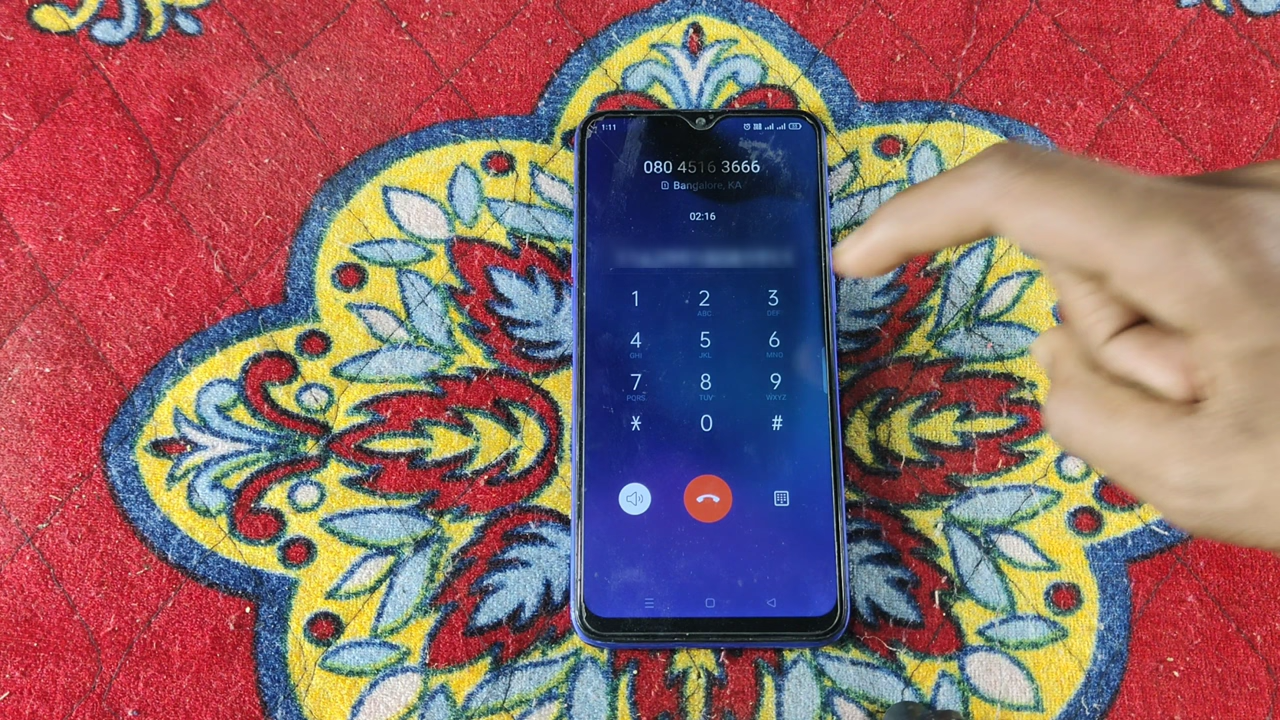 1:11
080 4516 3666
Bangalore, KA
02:16
1 2 3
ABC DEF
4 5 6
GHI JKL MNO
7 8 9
PQRS TUV WXYZ
* 0 #